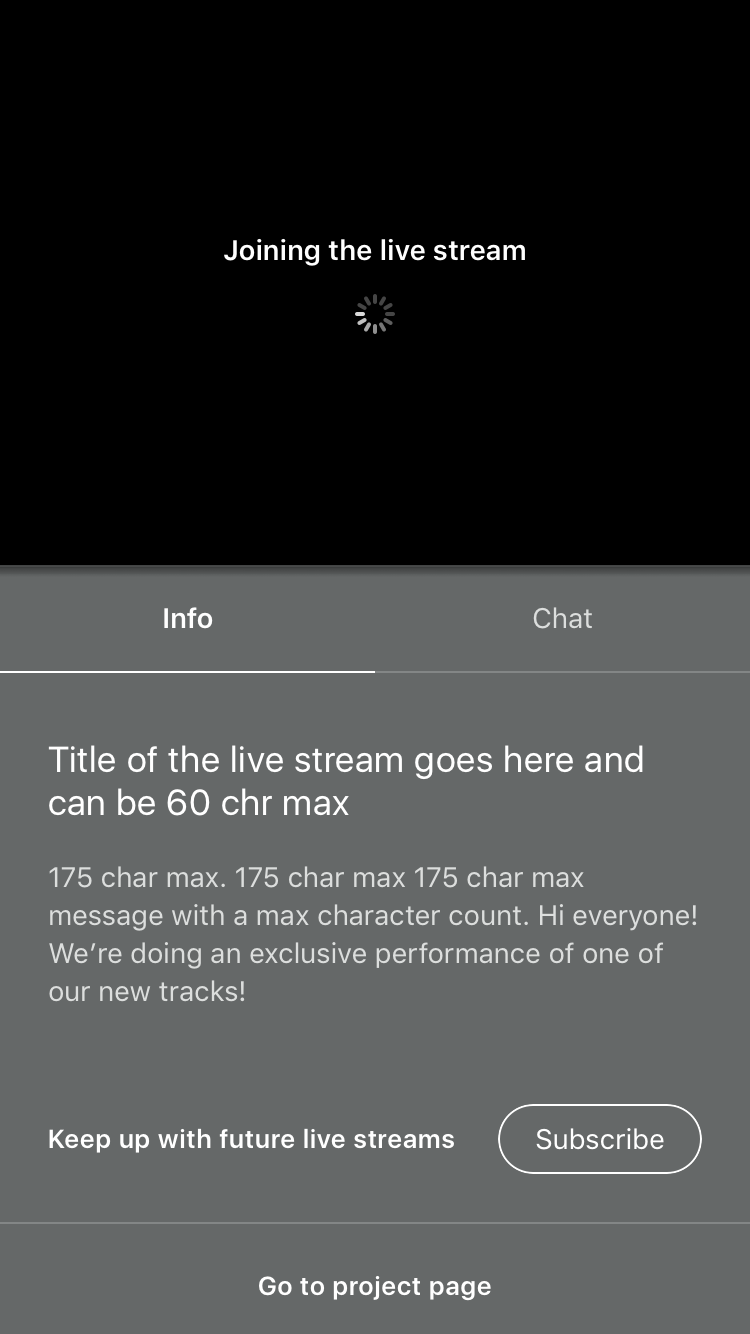 Joining the live stream
Info
Chat
Title of the live stream goes here and
can be 60 chr max
175 char max. 175 char max 175 char max
message with a max character count. Hi everyone!
We’re doing an exclusive performance of one of
our new tracks!
Keep up with future live streams
Subscribe
Go to project page